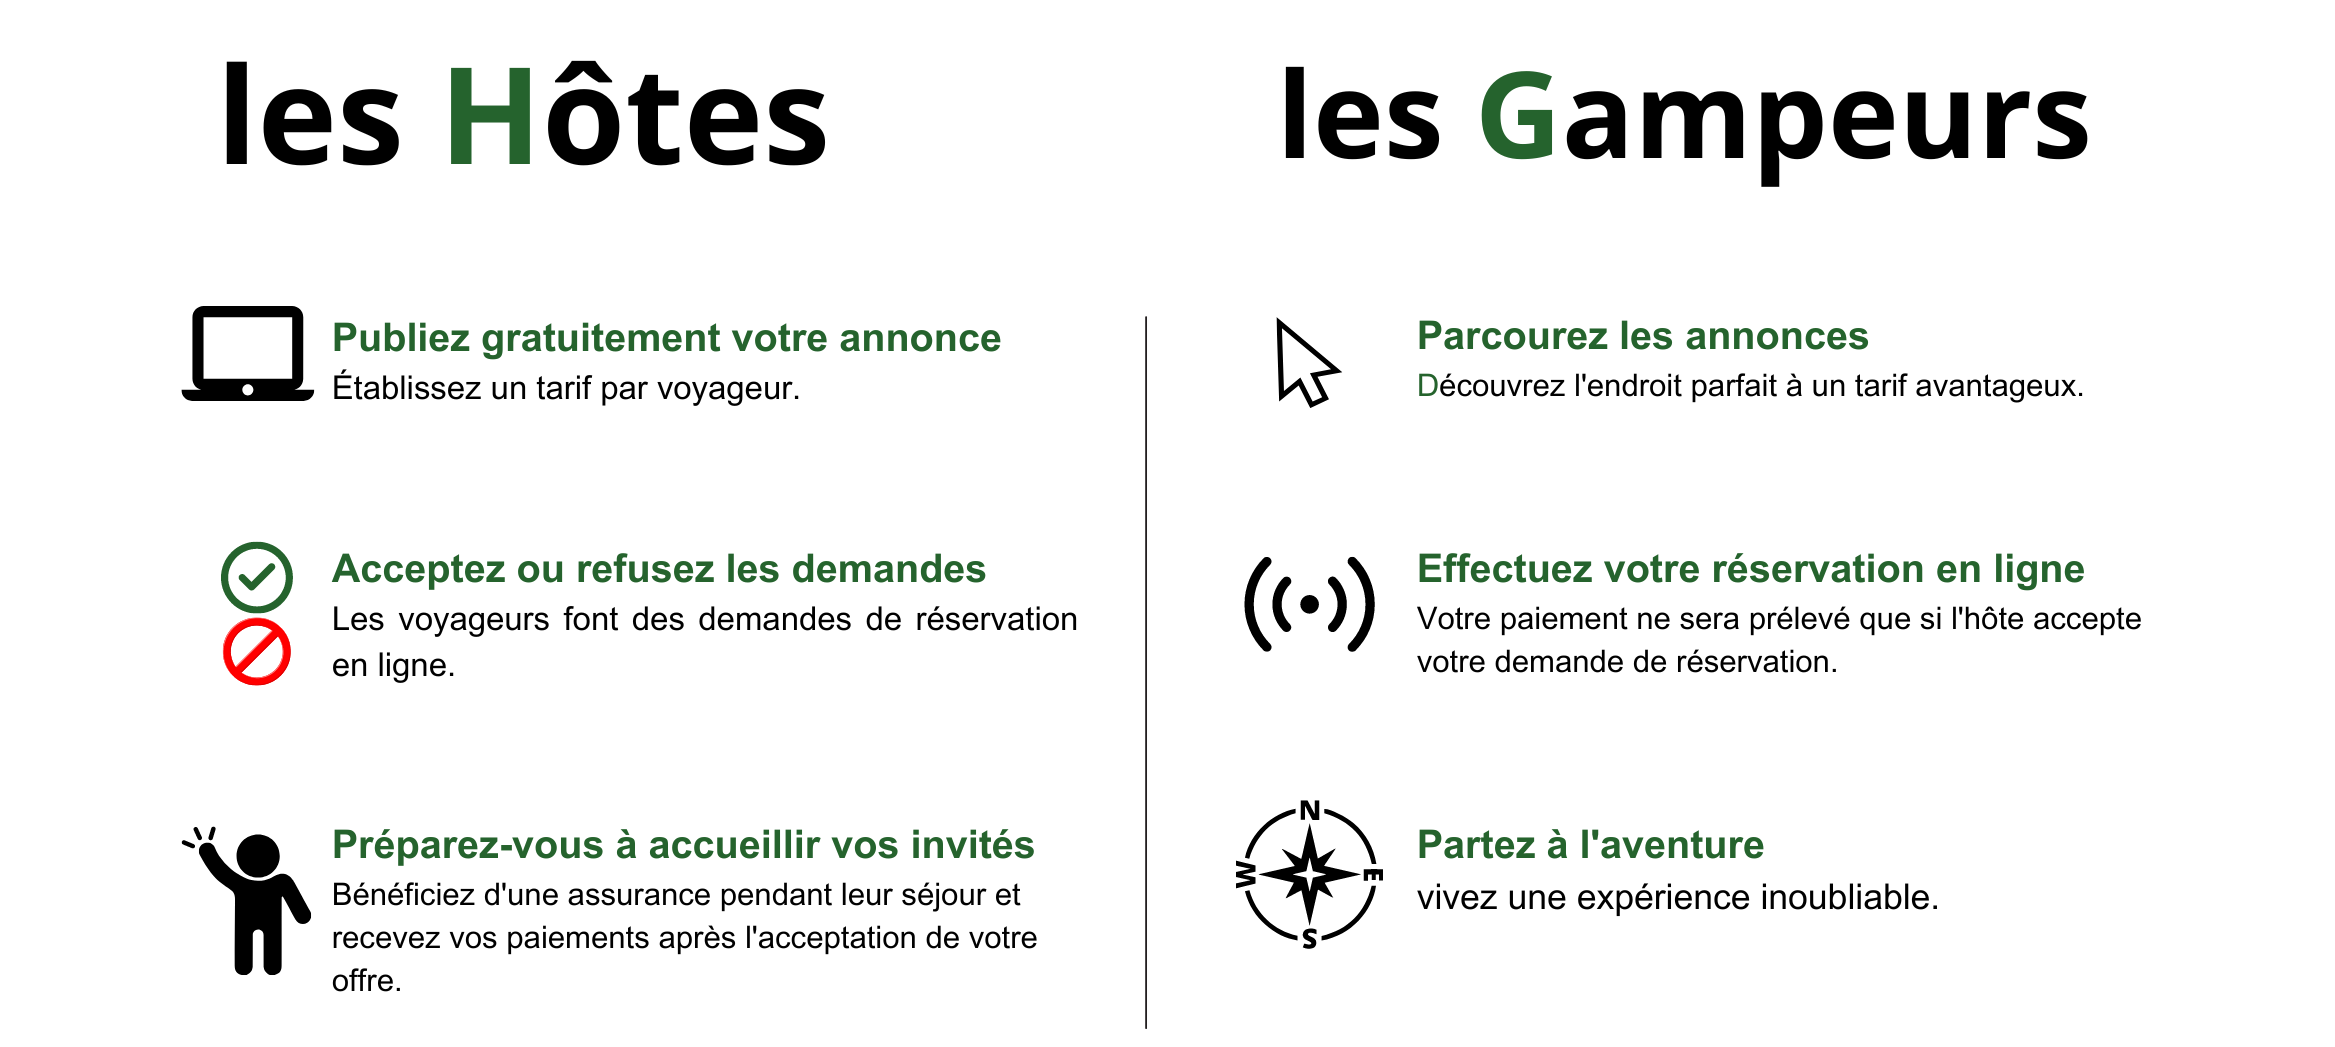 les Hôtes
Publiez gratuitement votre annonce
Établissez un tarif par voyageur.
Acceptez ou refusez les demandes
Les voyageurs font des demandes de réservation
en ligne.
Préparez-vous à accueillir vos invités
Bénéficiez d'une assurance pendant leur séjour et
recevez vos paiements après l'acceptation de votre
offre.
les Gampeurs
Parcourez les annonces
Découvrez l'endroit parfait à un tarif avantageux.
Effectuez votre réservation en ligne
Votre paiement ne sera prélevé que si l'hôte accepte
votre demande de réservation.
N
W
E
S
Partez à l'aventure
vivez une expérience inoubliable.